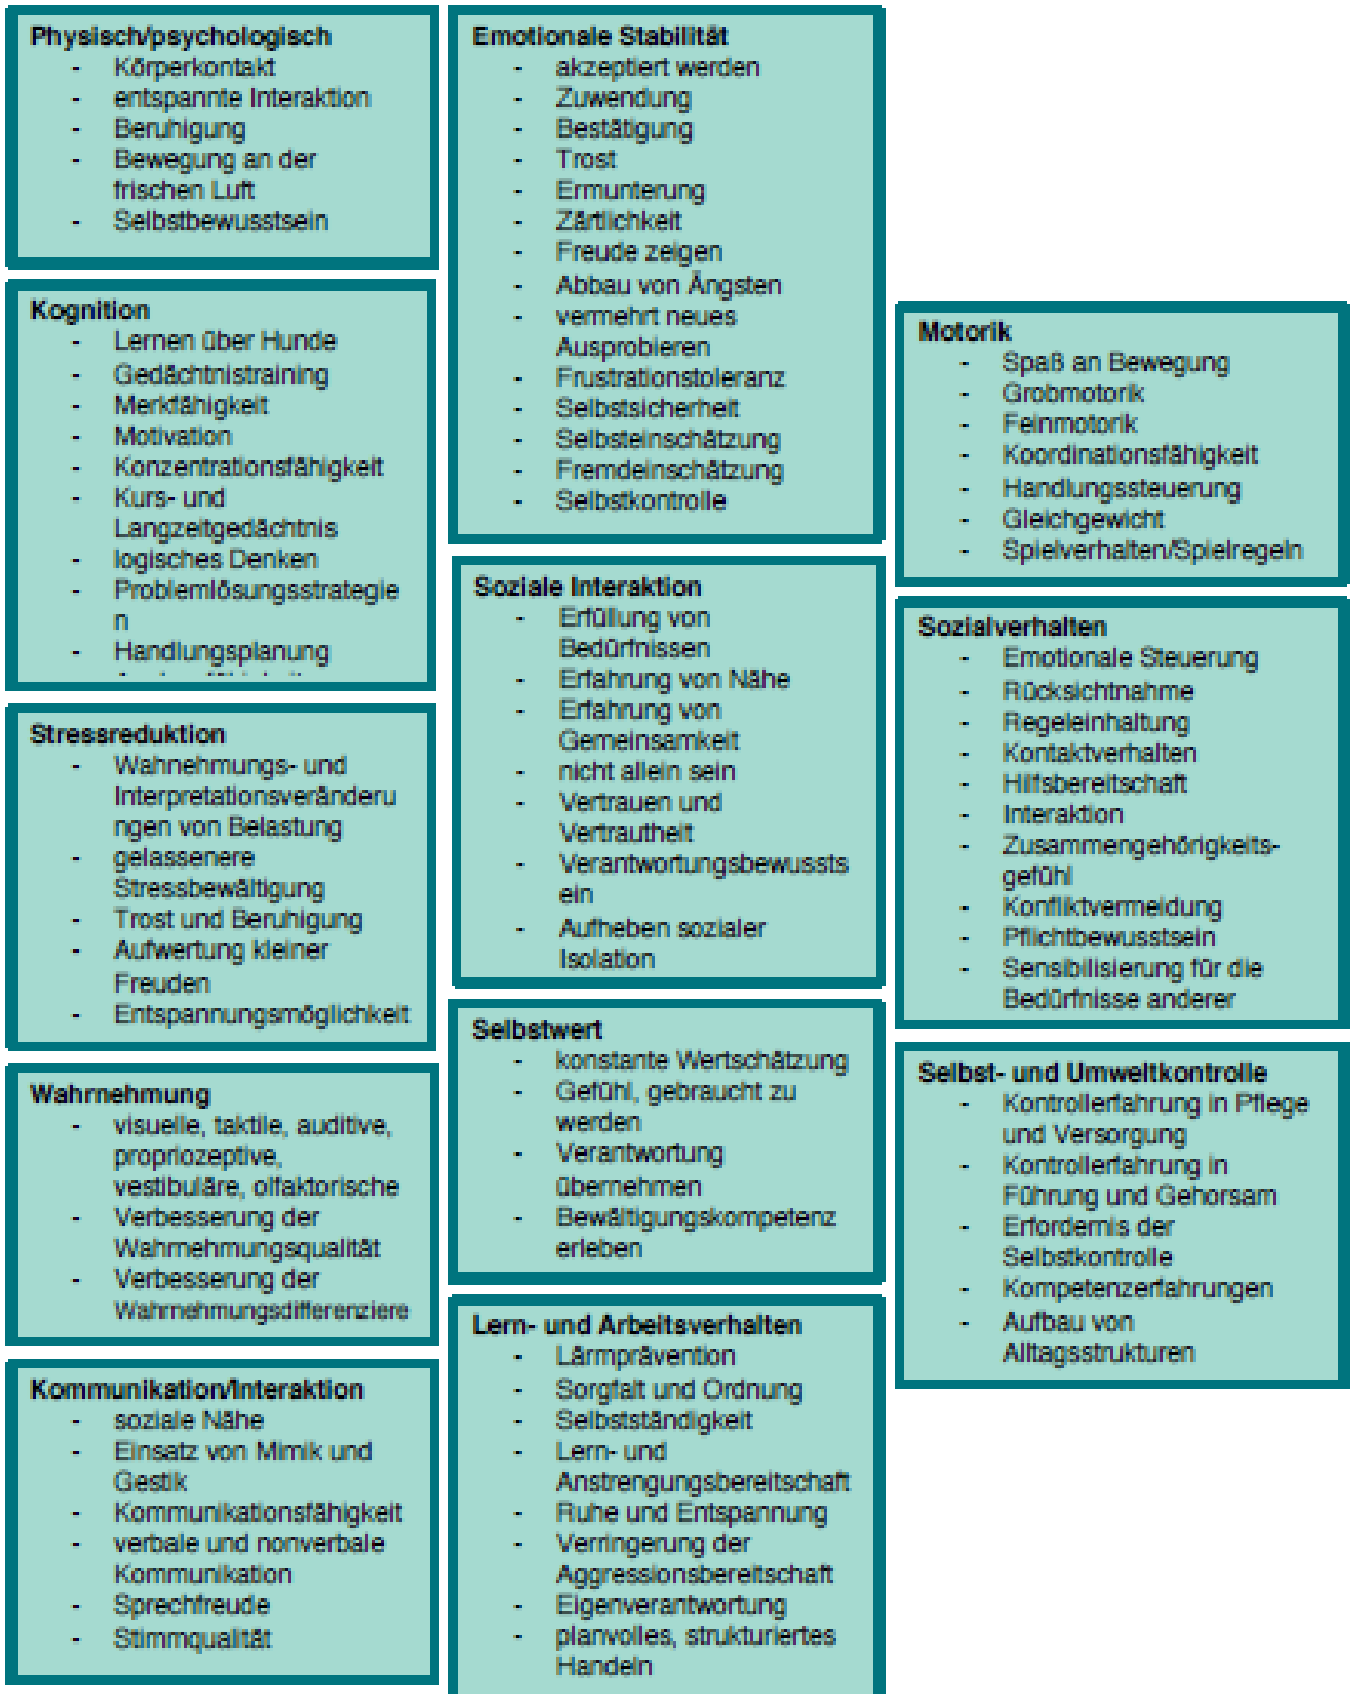 Physisch/psychologisch
- Körperkontakt
- entspannte Interaktion
- Beruhigung
- Bewegung an der
frischen Luft
- Selbstbewusstsein
Kognition
- Lernen über Hunde
- Gedächtnistraining
- Merkfähigkeit
- Motivation
- Konzentrationsfähigkeit
- Kurs- und
Langzeitgedächtnis
- logisches Denken
- Problemlösungsstrategie
n
- Handlungsplanung
Stressreduktion
- Wahnehmungs- und
Interpretationsveränderu
ngen von Belastung
- gelassenere
Stressbewältigung
- Trost und Beruhigung
- Aufwertung kleiner
Freuden
- Entspannungsmöglichkeit
Wahrnehmung
- visuelle, taktile, auditive,
propriozeptive,
vestibuläre, olfaktorische
- Verbesserung der
Wahrnehmungsqualität
- Verbesserung der
Wahrnehmungsdifferenziere
Kommunikation/Interaktion
- soziale Nähe
- Einsatz von Mimik und
Gestik
- Kommunikationsfähigkeit
- verbale und nonverbale
Kommunikation
- Sprechfreude
- Stimmqualität
Emotionale Stabilität
- akzeptiert werden
- Zuwendung
- Bestätigung
- Trost
- Ermunterung
- Zärtlichkeit
- Freude zeigen
- Abbau von Ängsten
- vermehrt neues
Ausprobieren
- Frustrationstoleranz
- Selbstsicherheit
- Selbsteinschätzung
- Fremdeinschätzung
- Selbstkontrolle
Soziale Interaktion
- Erfüllung von
Bedürfnissen
- Erfahrung von Nähe
- Erfahrung von
Gemeinsamkeit
- nicht allein sein
- Vertrauen und
Vertrautheit
- Verantwortungsbewussts
ein
- Aufheben sozialer
Isolation
Selbstwert
- konstante Wertschätzung
- Gefühl, gebraucht zu
werden
- Verantwortung
übernehmen
- Bewältigungskompetenz
erleben
Lern- und Arbeitsverhalten
- Lärmprävention
- Sorgfalt und Ordnung
- Selbstständigkeit
- Lern- und
Anstrengungsbereitschaft
- Ruhe und Entspannung
- Verringerung der
Aggressionsbereitschaft
- Eigenverantwortung
- planvolles, strukturiertes
Handeln
Motorik
- Spaß an Bewegung
- Grobmotorik
- Feinmotorik
- Koordinationsfähigkeit
- Handlungssteuerung
- Gleichgewicht
- Spielverhalten/Spielregeln
Sozialverhalten
- Emotionale Steuerung
- Rücksichtnahme
- Regeleinhaltung
- Kontaktverhalten
- Hilfsbereitschaft
- Interaktion
- Zusammengehörigkeits-
gefühl
- Konfliktvermeidung
- Pflichtbewusstsein
- Sensibilisierung für die
Bedürfnisse anderer
Selbst- und Umweltkontrolle
- Kontrollerfahrung in Pflege
und Versorgung
- Kontrollerfahrung in
Führung und Gehorsam
- Erfordernis der
Selbstkontrolle
- Kompetenzerfahrungen
- Aufbau von
Alltagsstrukturen